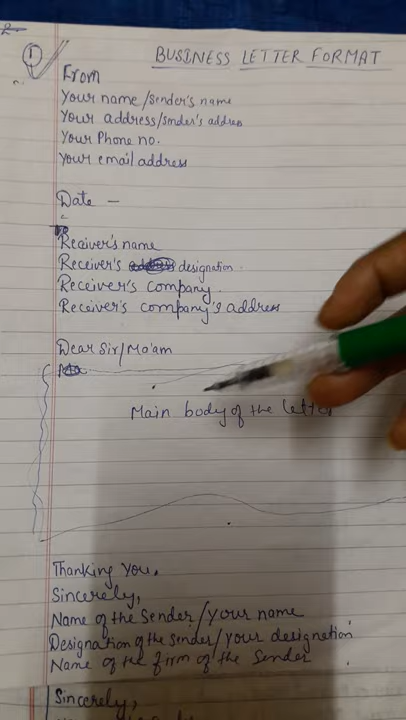 ①
BUSINESS LETTER FORMAT
From
Your name/Sender's name
Your address/Sender's address
Your Phone no.
Your email address
Date —
Reciver's name
Receiver's designation.
Receiver's company.
Receiver's company's address
Dear Sir/Ma'am
Main body of the letter
Thanking You.
Sincerely,
Name of the Sender/Your name
Designation of the sender/your designation
Name of the firm of the Sender
Sincerely,